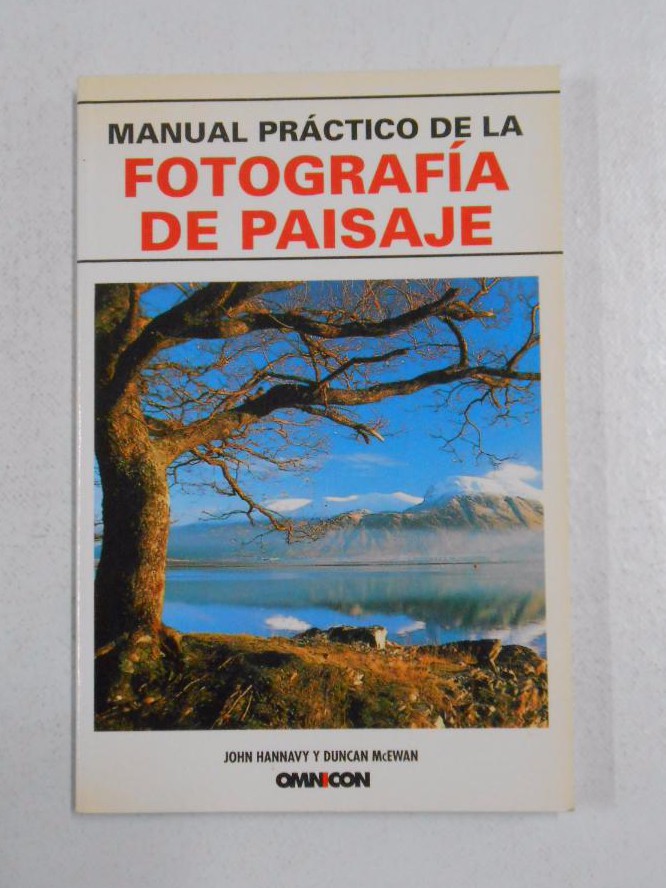 MANUAL PRÁCTICO DE LA
FOTOGRAFÍA
DE PAISAJE
JOHN HANNAVY Y DUNCAN McEWAN
OMNICON